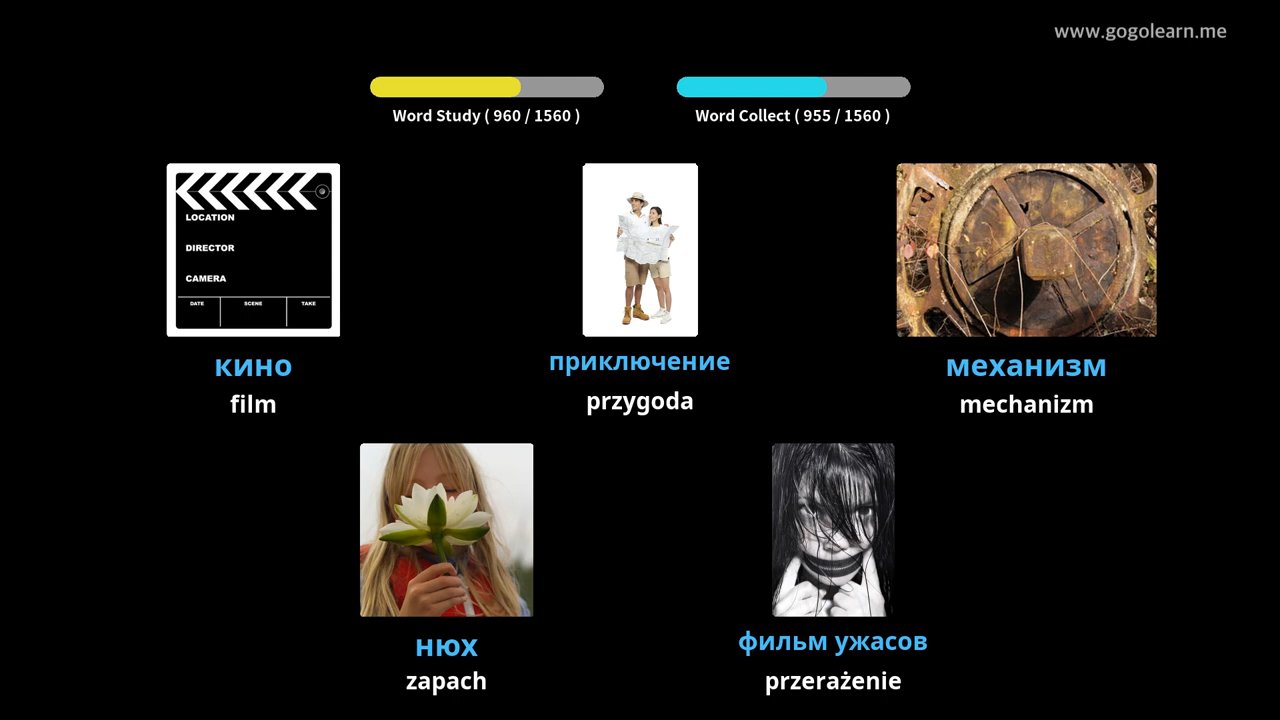 www.gogolearn.me
Word Study ( 960 / 1560 )
Word Collect ( 955 / 1560 )
LOCATION
DIRECTOR
CAMERA
DATE SCENE TAKE
кино
film
приключение
przygoda
механизм
mechanizm
нюх
zapach
фильм ужасов
przerażenie